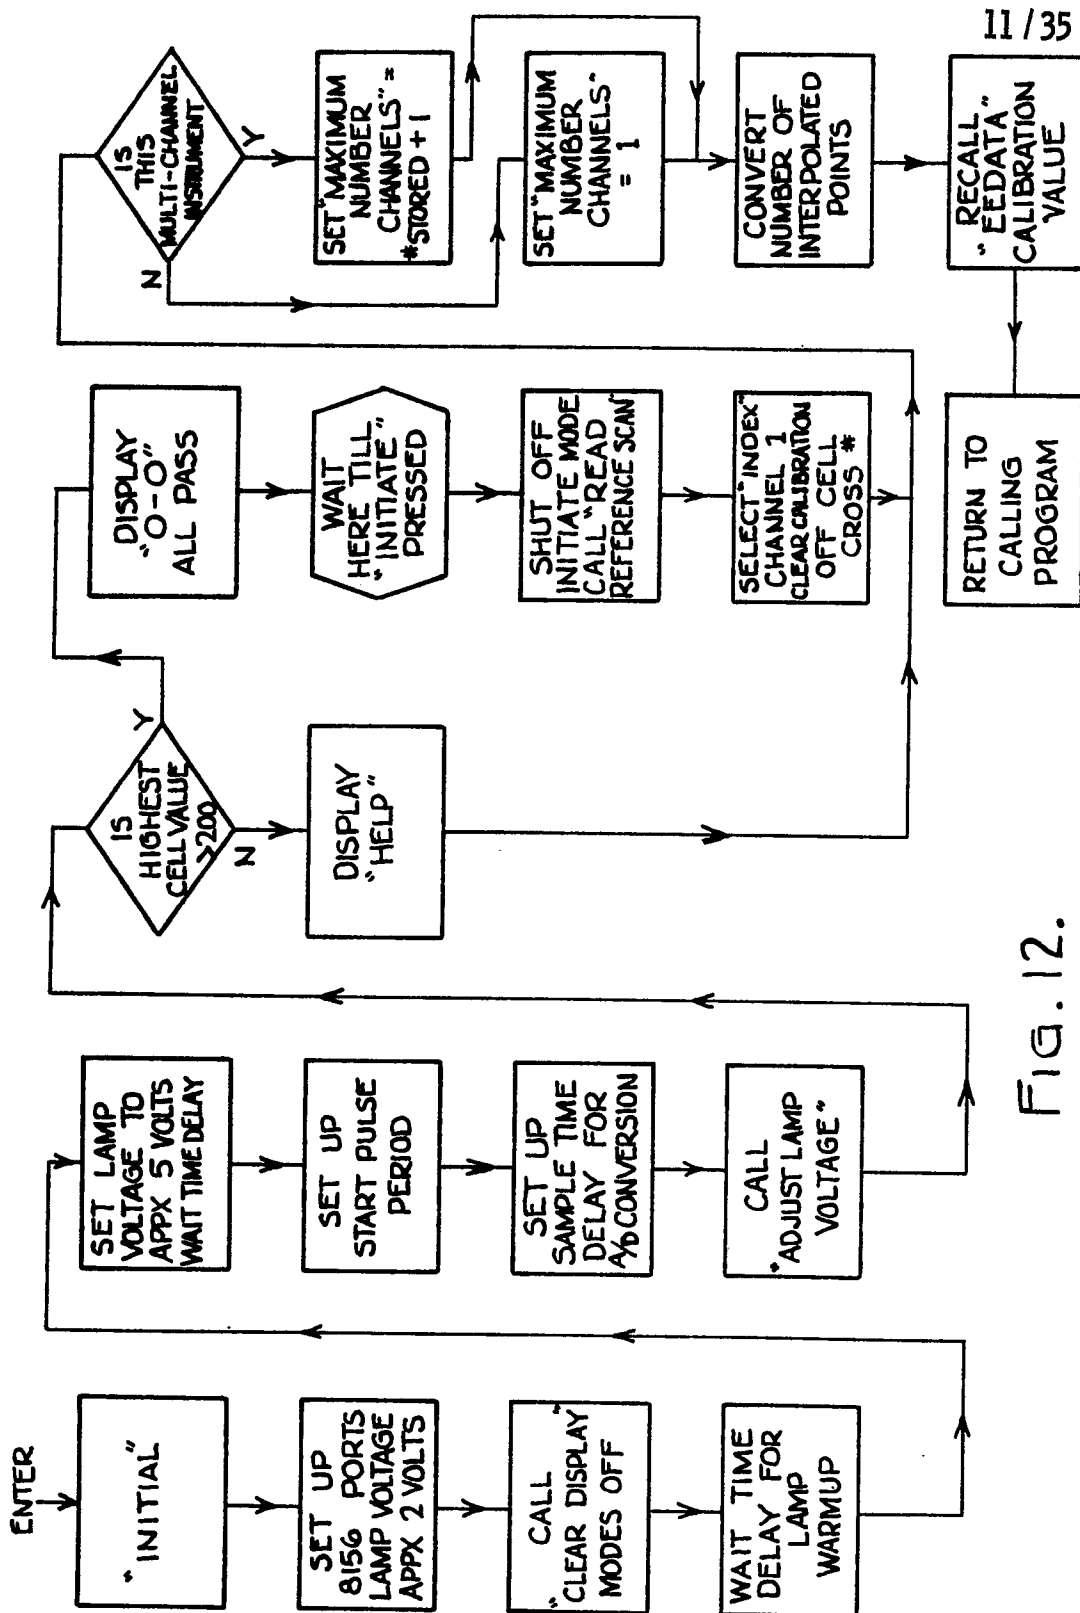 11/35
ENTER
"INITIAL"
SET UP
8156 PORTS
LAMP VOLTAGE
APPX 2 VOLTS
CALL
"CLEAR DISPLAY"
MODES OFF
WAIT TIME
DELAY FOR
LAMP
WARMUP
SET LAMP
VOLTAGE TO
APPX 5 VOLTS
WAIT TIME DELAY
SET UP
START PULSE
PERIOD
SET UP
SAMPLE TIME
DELAY FOR
A/D CONVERSION
CALL
"ADJUST LAMP
VOLTAGE"
IS
HIGHEST
CELL VALUE
>200
Y
N
DISPLAY
"HELP"
DISPLAY
"0-0"
ALL PASS
WAIT
HERE TILL
"INITIATE"
PRESSED
SHUT OFF
INITIATE MODE
CALL "READ
REFERENCE SCAN"
SELECT "INDEX"
CHANNEL 1
CLEAR CALIBRATION
OFF CELL
CROSS #
IS
THIS
MULTI-CHANNEL
INSTRUMENT
N
Y
SET "MAXIMUM
NUMBER
CHANNELS" =
#STORED + 1
SET "MAXIMUM
NUMBER
CHANNELS"
= 1
CONVERT
NUMBER OF
INTERPOLATED
POINTS
RECALL
"EEDATA"
CALIBRATION
VALUE
RETURN TO
CALLING
PROGRAM
FIG. 12.